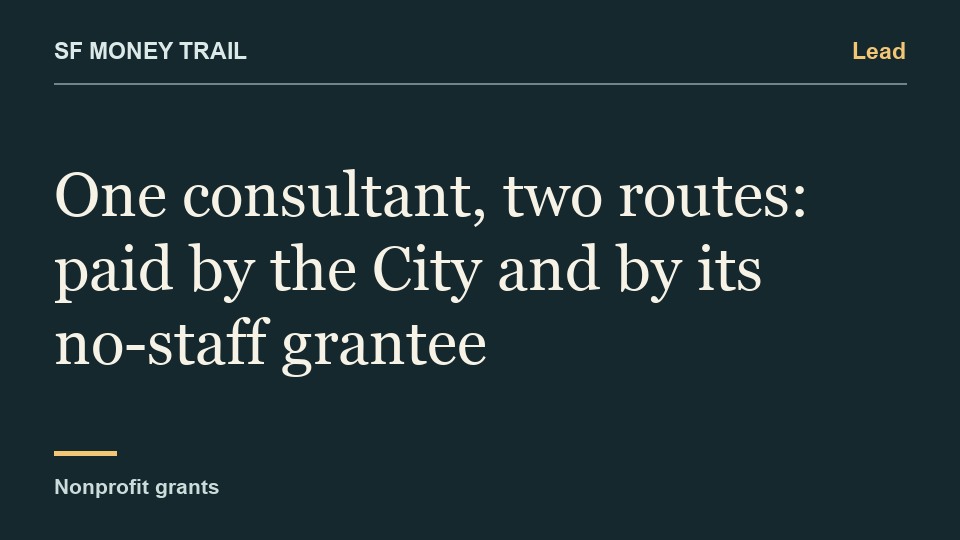 SF MONEY TRAIL
Lead
One consultant, two routes:
paid by the City and by its
no-staff grantee
Nonprofit grants